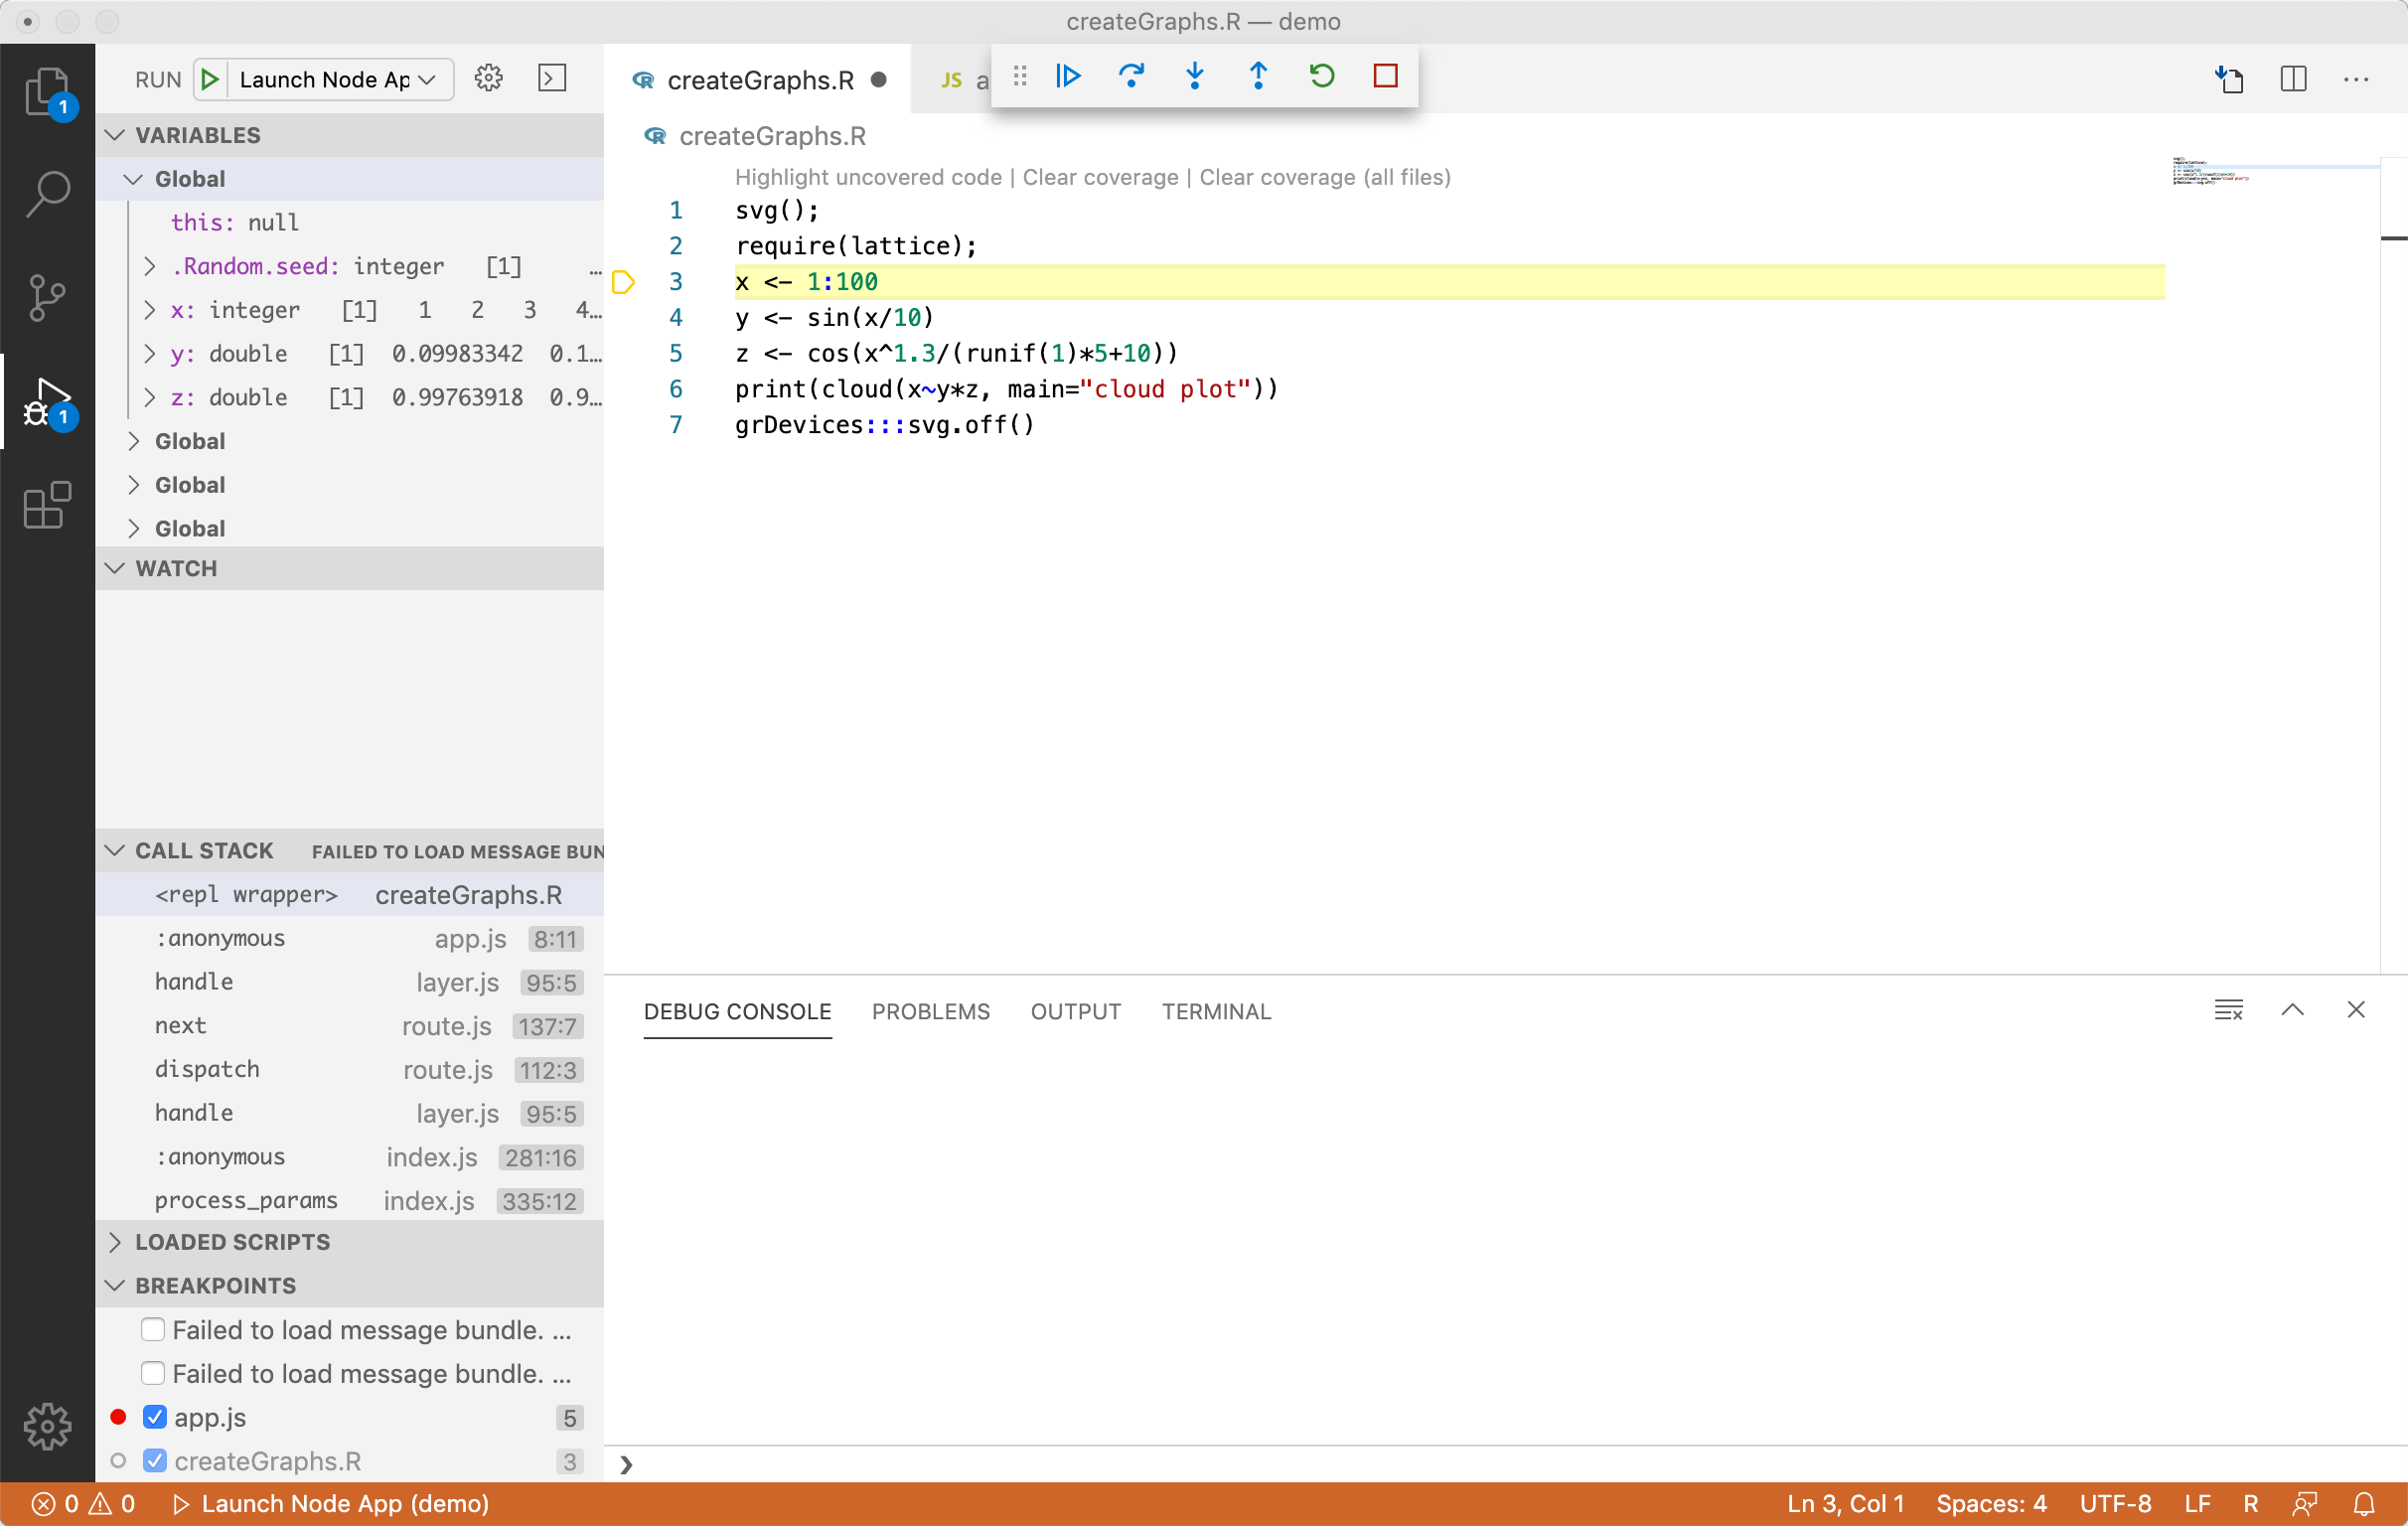 createGraphs.R — demo
RUN Launch Node Ap
createGraphs.R
JS a
1
VARIABLES
Global
this: null
.Random.seed: integer [1] …
x: integer [1] 1 2 3 4…
y: double [1] 0.09983342 0.1…
z: double [1] 0.99763918 0.9…
Global
Global
Global
1
WATCH
CALL STACK FAILED TO LOAD MESSAGE BUN
<repl wrapper> createGraphs.R
:anonymous app.js 8:11
handle layer.js 95:5
next route.js 137:7
dispatch route.js 112:3
handle layer.js 95:5
:anonymous index.js 281:16
process_params index.js 335:12
LOADED SCRIPTS
BREAKPOINTS
Failed to load message bundle. ...
Failed to load message bundle. ...
app.js 5
createGraphs.R 3
R createGraphs.R
Highlight uncovered code | Clear coverage | Clear coverage (all files)
1 svg();
2 require(lattice);
3 x <- 1:100
4 y <- sin(x/10)
5 z <- cos(x^1.3/(runif(1)*5+10))
6 print(cloud(x~y*z, main="cloud plot"))
7 grDevices:::svg.off()
DEBUG CONSOLE PROBLEMS OUTPUT TERMINAL
0 0 Launch Node App (demo) Ln 3, Col 1 Spaces: 4 UTF-8 LF R